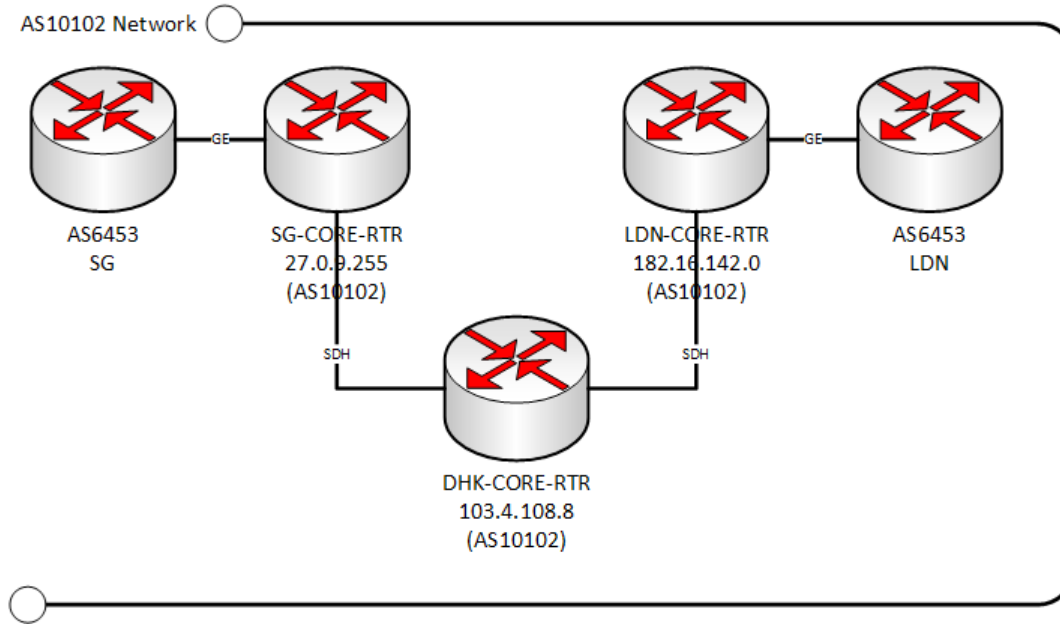 AS10102 Network
GE
GE
AS6453
SG
SG-CORE-RTR
27.0.9.255
(AS10102)
LDN-CORE-RTR
182.16.142.0
(AS10102)
AS6453
LDN
SDH
SDH
DHK-CORE-RTR
103.4.108.8
(AS10102)